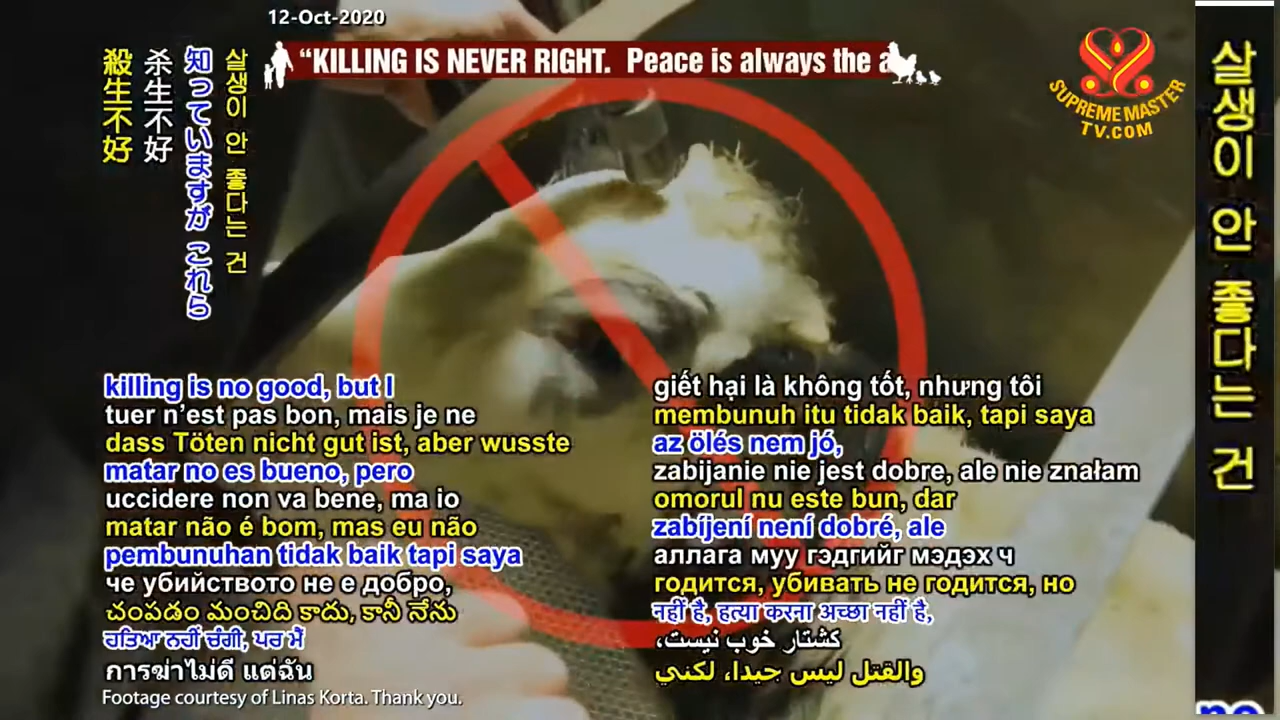 12-Oct-2020
“KILLING IS NEVER RIGHT. Peace is always the a
SUPREME MASTER
TV.COM
殺生不好
杀生不好
知っていますが これら
살생이 안 좋다는 건
killing is no good, but I
tuer n’est pas bon, mais je ne
dass Töten nicht gut ist, aber wusste
matar no es bueno, pero
uccidere non va bene, ma io
matar não é bom, mas eu não
pembunuhan tidak baik tapi saya
че убийството не е добро,
చంపడం మంచిది కాదు, కానీ నేను
ਹਤਿਆ ਨਹੀਂ ਚੰਗੀ, ਪਰ ਮੈਂ
การฆ่าไม่ดี แต่ฉัน
giết hại là không tốt, nhưng tôi
membunuh itu tidak baik, tapi saya
az ölés nem jó,
zabijanie nie jest dobre, ale nie znałam
omorul nu este bun, dar
zabíjení není dobré, ale
аллага муу гэдгийг мэдэх ч
годится, убивать не годится, но
नहीं है, हत्या करना अच्छा नहीं है,
کشتار خوب نیست،
والقتل ليس جيدا، لكني
Footage courtesy of Linas Korta. Thank you.
살생이 안 좋다는 건
no